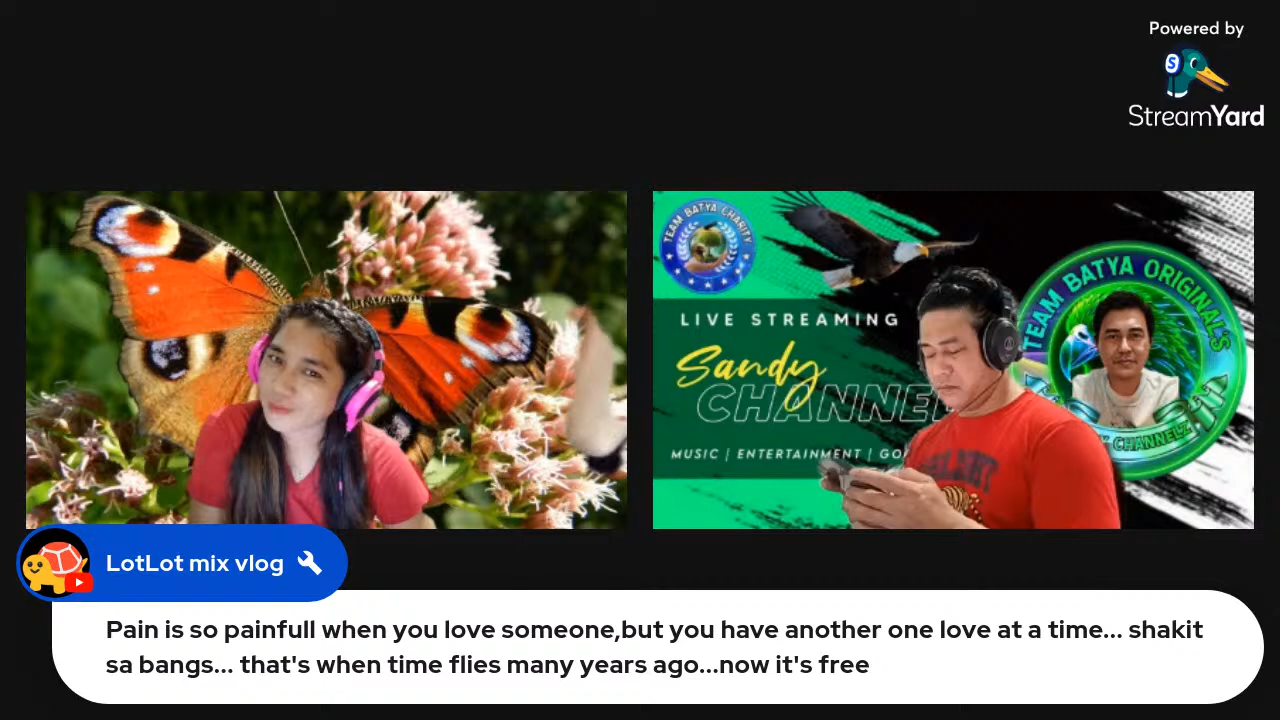 Powered by
S
StreamYard
TEAM BATYA CHARITY
LIVE STREAMING
Sandy
CHANNEL
MUSIC | ENTERTAINMENT |
TEAM BATYA ORIGINALS
CHANNELZ
LotLot mix vlog
Pain is so painfull when you love someone,but you have another one love at a time... shakit
sa bangs... that's when time flies many years ago...now it's free